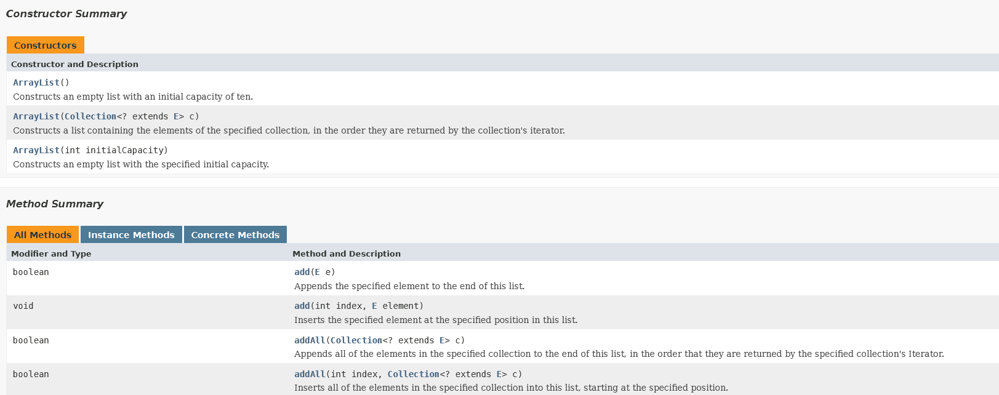 Constructor Summary
Constructors
Constructor and Description
ArrayList()
Constructs an empty list with an initial capacity of ten.
ArrayList(Collection<? extends E> c)
Constructs a list containing the elements of the specified collection, in the order they are returned by the collection's iterator.
ArrayList(int initialCapacity)
Constructs an empty list with the specified initial capacity.
Method Summary
All Methods Instance Methods Concrete Methods
Modifier and Type Method and Description
boolean add(E e)
Appends the specified element to the end of this list.
void add(int index, E element)
Inserts the specified element at the specified position in this list.
boolean addAll(Collection<? extends E> c)
Appends all of the elements in the specified collection to the end of this list, in the order that they are returned by the specified collection's Iterator.
boolean addAll(int index, Collection<? extends E> c)
Inserts all of the elements in the specified collection into this list, starting at the specified position.